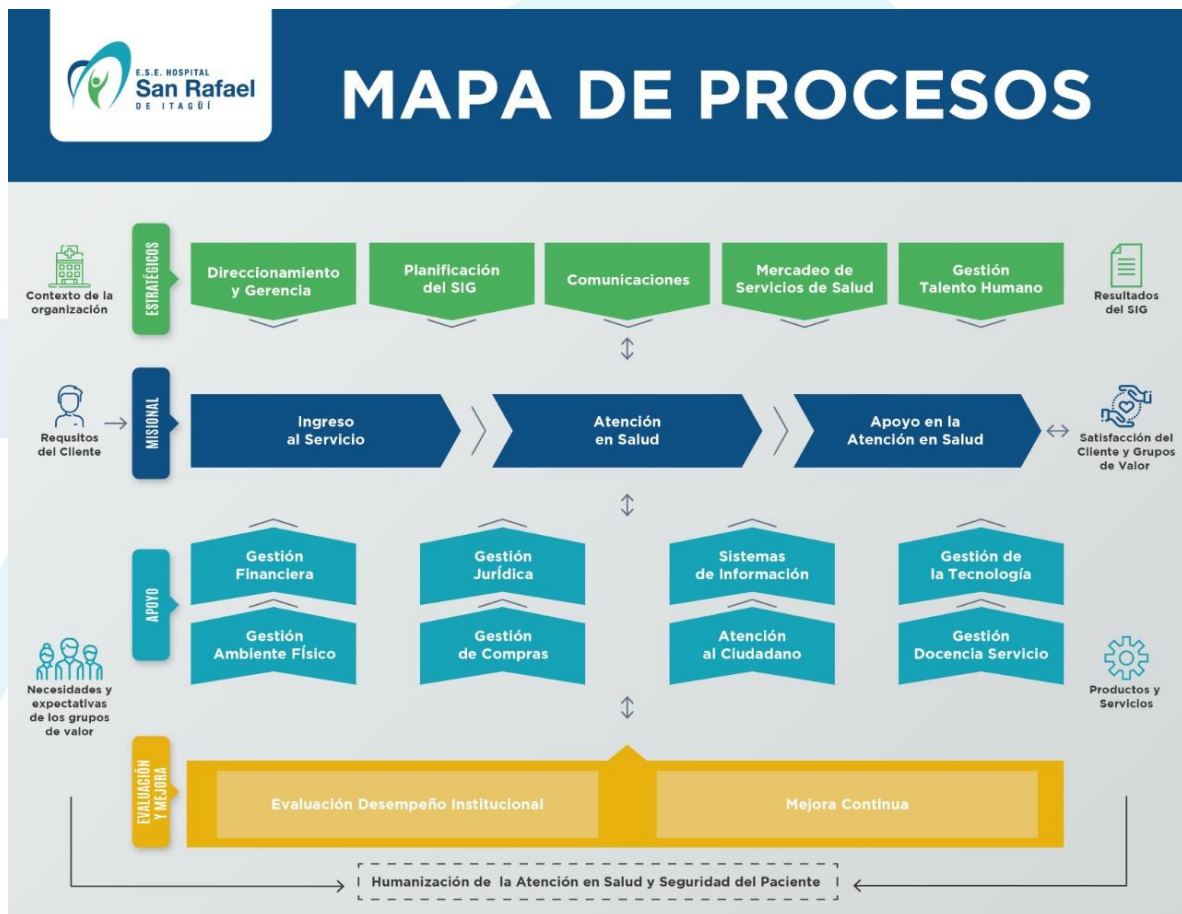 E.S.E. HOSPITAL
San Rafael
DE ITAGÜÍ
MAPA DE PROCESOS
Contexto de la
organización
ESTRATÉGICOS
Direccionamiento
y Gerencia
Planificación
del SIG
Comunicaciones
Mercadeo de
Servicios de Salud
Gestión
Talento Humano
Resultados
del SIG
Requsitos
del Cliente
MISIONAL
Ingreso
al Servicio
Atención
en Salud
Apoyo en la
Atención en Salud
Satisfacción del
Cliente y Grupos
de Valor
APOYO
Gestión
Financiera
Gestión
Jurídica
Sistemas
de Información
Gestión de
la Tecnología
Gestión
Ambiente Físico
Gestión
de Compras
Atención
al Ciudadano
Gestión
Docencia Servicio
Necesidades y
expectativas
de los grupos
de valor
Productos y
Servicios
EVALUACIÓN
Y MEJORA
Evaluación Desempeño Institucional
Mejora Continua
Humanización de la Atención en Salud y Seguridad del Paciente